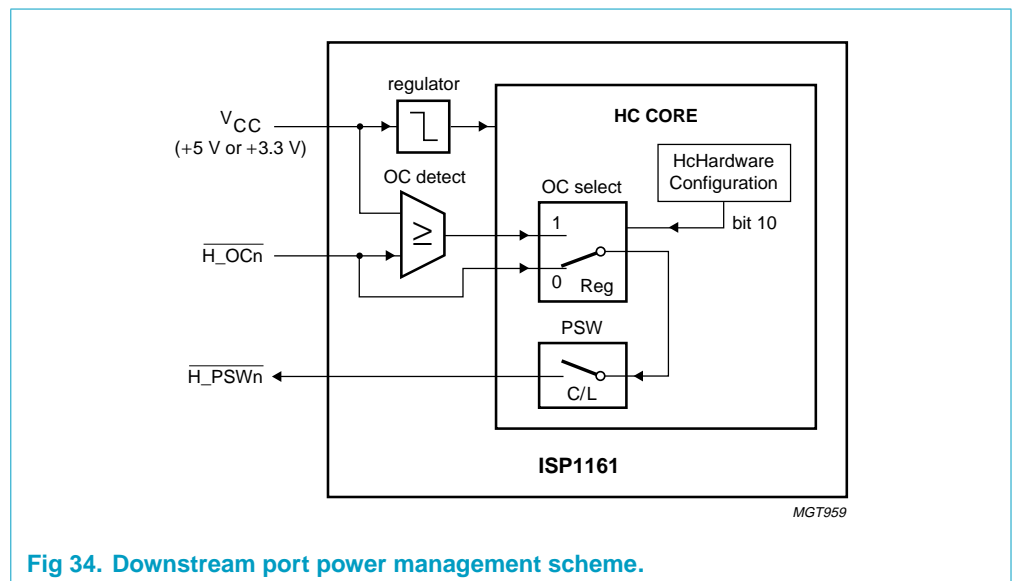 regulator
HC CORE
VCC
(+5 V or +3.3 V)
HcHardware
Configuration
OC detect
OC select
1
bit 10
≥
H_OCn
0
Reg
PSW
H_PSWn
C/L
ISP1161
MGT959
Fig 34. Downstream port power management scheme.